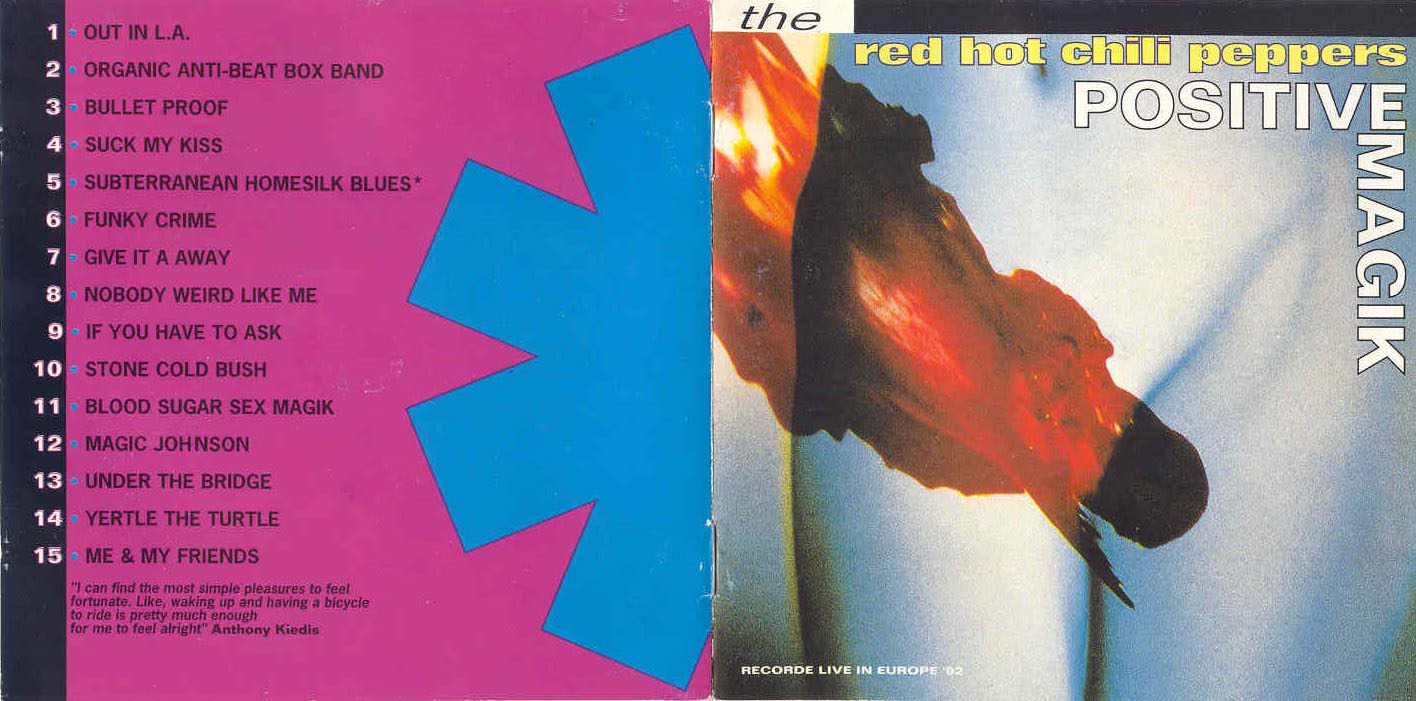 1 • OUT IN L.A.
2 • ORGANIC ANTI-BEAT BOX BAND
3 • BULLET PROOF
4 • SUCK MY KISS
5 • SUBTERRANEAN HOMESILK BLUES*
6 • FUNKY CRIME
7 • GIVE IT A AWAY
8 • NOBODY WEIRD LIKE ME
9 • IF YOU HAVE TO ASK
10 • STONE COLD BUSH
11 • BLOOD SUGAR SEX MAGIK
12 • MAGIC JOHNSON
13 • UNDER THE BRIDGE
14 • YERTLE THE TURTLE
15 • ME & MY FRIENDS
"I can find the most simple pleasures to feel
fortunate. Like, waking up and having a bicycle
to ride is pretty much enough
for me to feel alright" Anthony Kiedis
the
red hot chili peppers
POSITIVE
MAGIK
RECORDE LIVE IN EUROPE '92